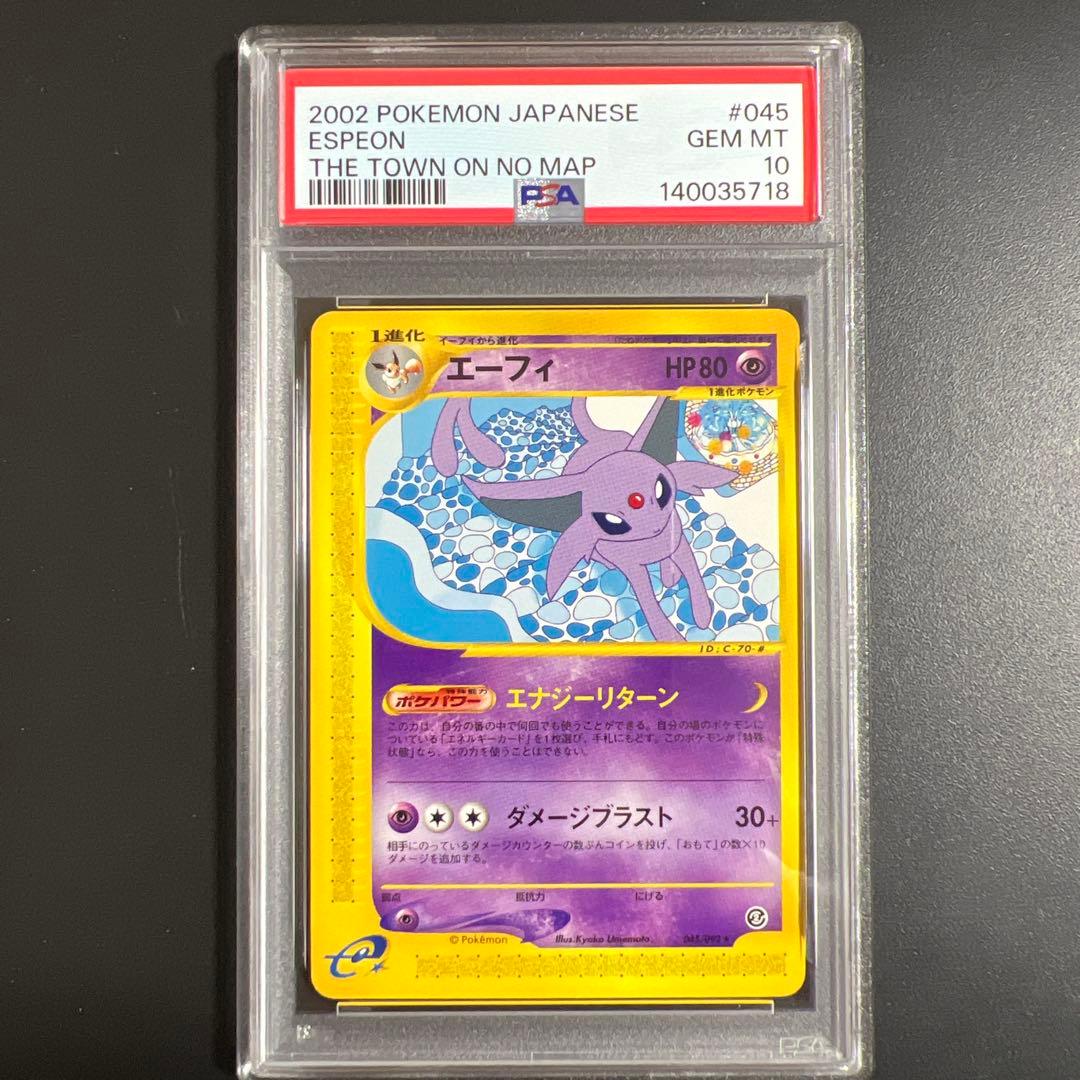 2002 POKEMON JAPANESE #045
ESPEON GEM MT
THE TOWN ON NO MAP 10
PSA 140035718
1進化
イーブイから進化
エーフィ HP80
1進化ポケモン
ID:C-70-#
特殊能力
ポケパワー エナジーリターン
この力は、自分の番の中で何回でも使うことができる。自分の場のポケモンに
ついている「エネルギーカード」を1枚選び、手札にもどす。このポケモンが「特殊
状態」なら、この力を使うことはできない。
ダメージブラスト 30+
相手にのっているダメージカウンターの数ぶんコインを投げ、「おもて」の数×10
ダメージを追加する。
弱点 抵抗力 にげる
©Pokémon Illus.Kyoko Umemoto 045/092★
e
PSA